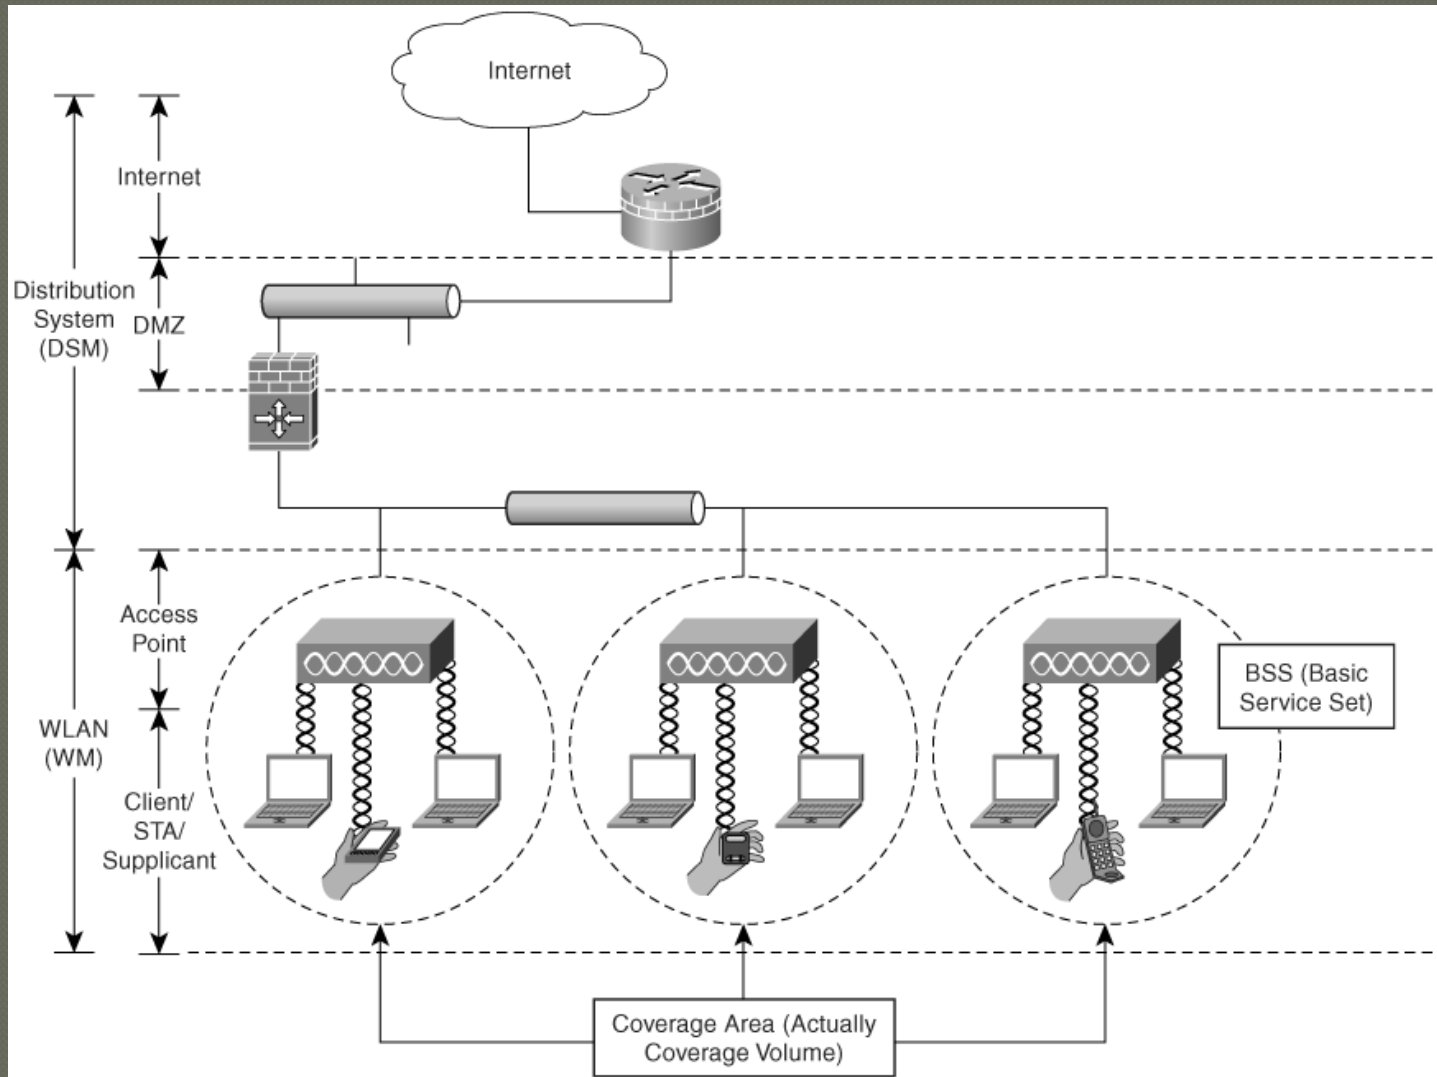 Internet
Internet
Distribution
System
(DSM)
DMZ
Access
Point
BSS (Basic
Service Set)
WLAN
(WM)
Client/
STA/
Supplicant
Coverage Area (Actually
Coverage Volume)